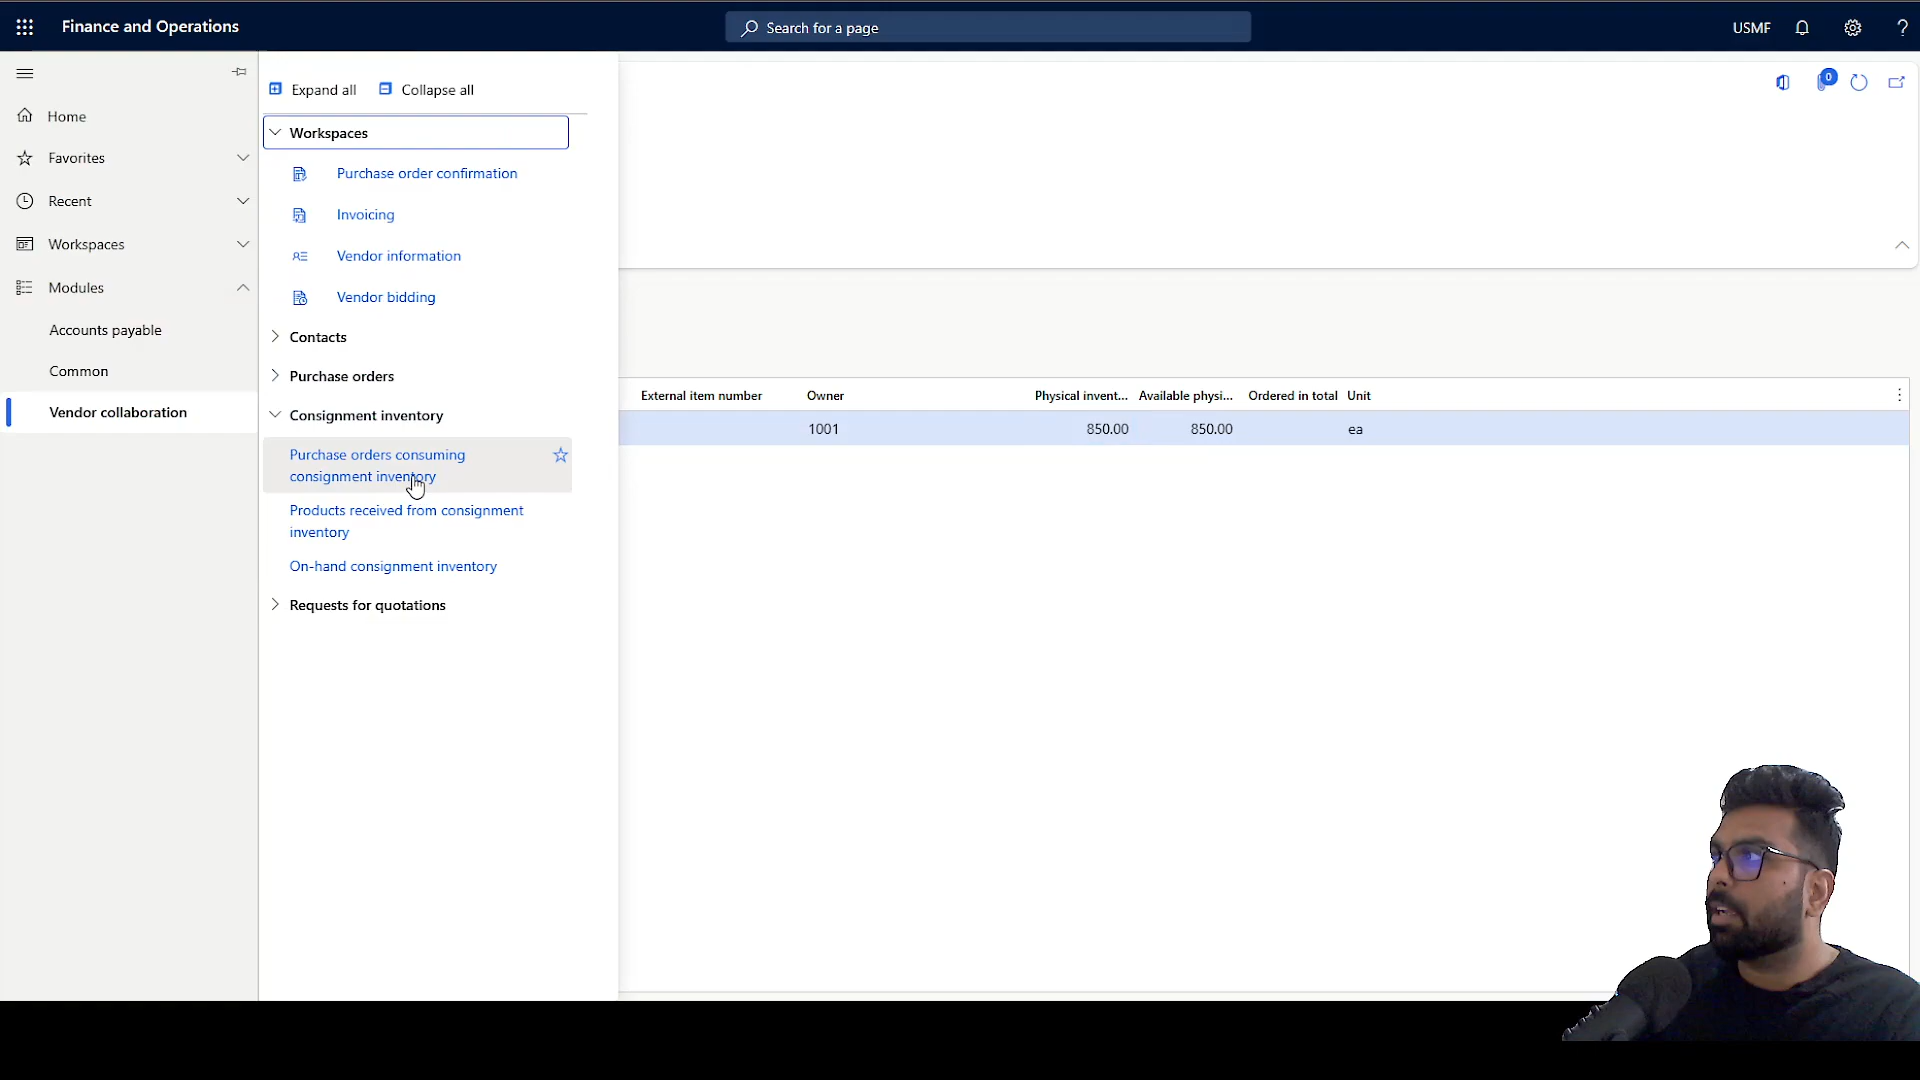 Finance and Operations
Search for a page
USMF
?
Home
Favorites
Recent
Workspaces
Modules
Accounts payable
Common
Vendor collaboration
Expand all
Collapse all
Workspaces
Purchase order confirmation
Invoicing
Vendor information
Vendor bidding
Contacts
Purchase orders
Consignment inventory
Purchase orders consuming
consignment inventory
Products received from consignment
inventory
On-hand consignment inventory
Requests for quotations
0
External item number Owner Physical invent... Available physi... Ordered in total Unit
1001 850.00 850.00 ea